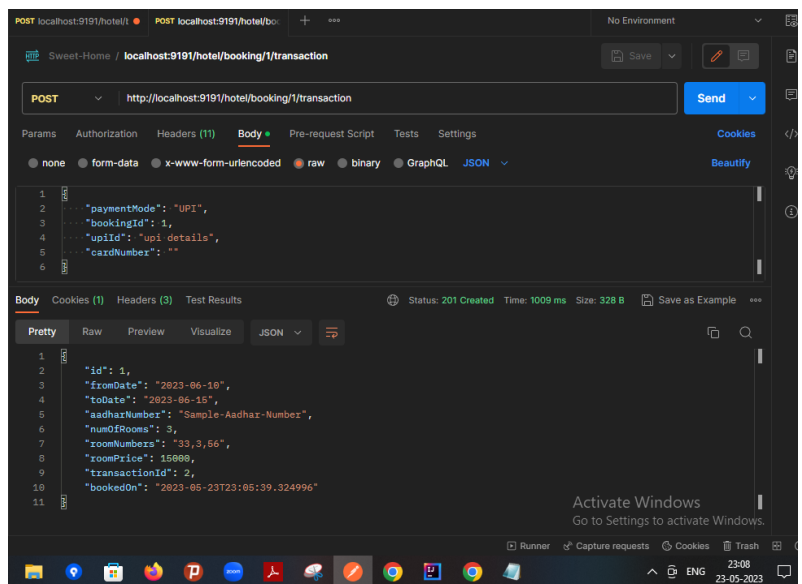 POST localhost:9191/hotel/t POST localhost:9191/hotel/boo No Environment
HTTP Sweet-Home / localhost:9191/hotel/booking/1/transaction Save
POST http://localhost:9191/hotel/booking/1/transaction Send
Params Authorization Headers (11) Body Pre-request Script Tests Settings Cookies
none form-data x-www-form-urlencoded raw binary GraphQL JSON Beautify
1 {
2 "paymentMode": "UPI",
3 "bookingId": 1,
4 "upiId": "upi details",
5 "cardNumber": ""
6 }
Body Cookies (1) Headers (3) Test Results Status: 201 Created Time: 1009 ms Size: 328 B Save as Example
Pretty Raw Preview Visualize JSON
1 {
2 "id": 1,
3 "fromDate": "2023-06-10",
4 "toDate": "2023-06-15",
5 "aadharNumber": "Sample-Aadhar-Number",
6 "numOfRooms": 3,
7 "roomNumbers": "33,3,56",
8 "roomPrice": 15000,
9 "transactionId": 2,
10 "bookedOn": "2023-05-23T23:05:39.324996"
11 }
Activate Windows
Go to Settings to activate Windows.
Runner Capture requests Cookies Trash
zoom ENG 23:08
23-05-2023